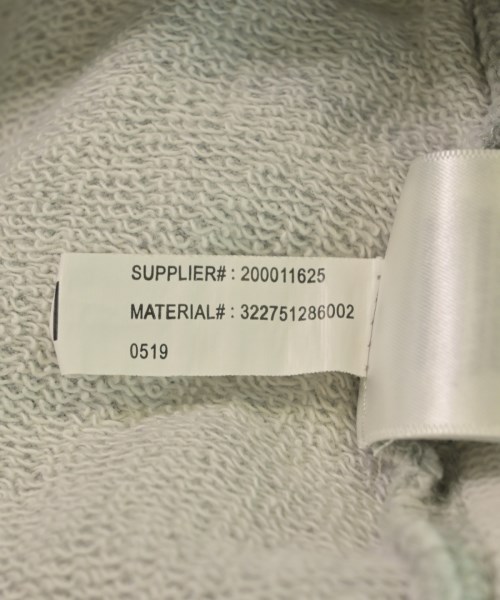 SUPPLIER# : 200011625
MATERIAL# : 322751286002
0519